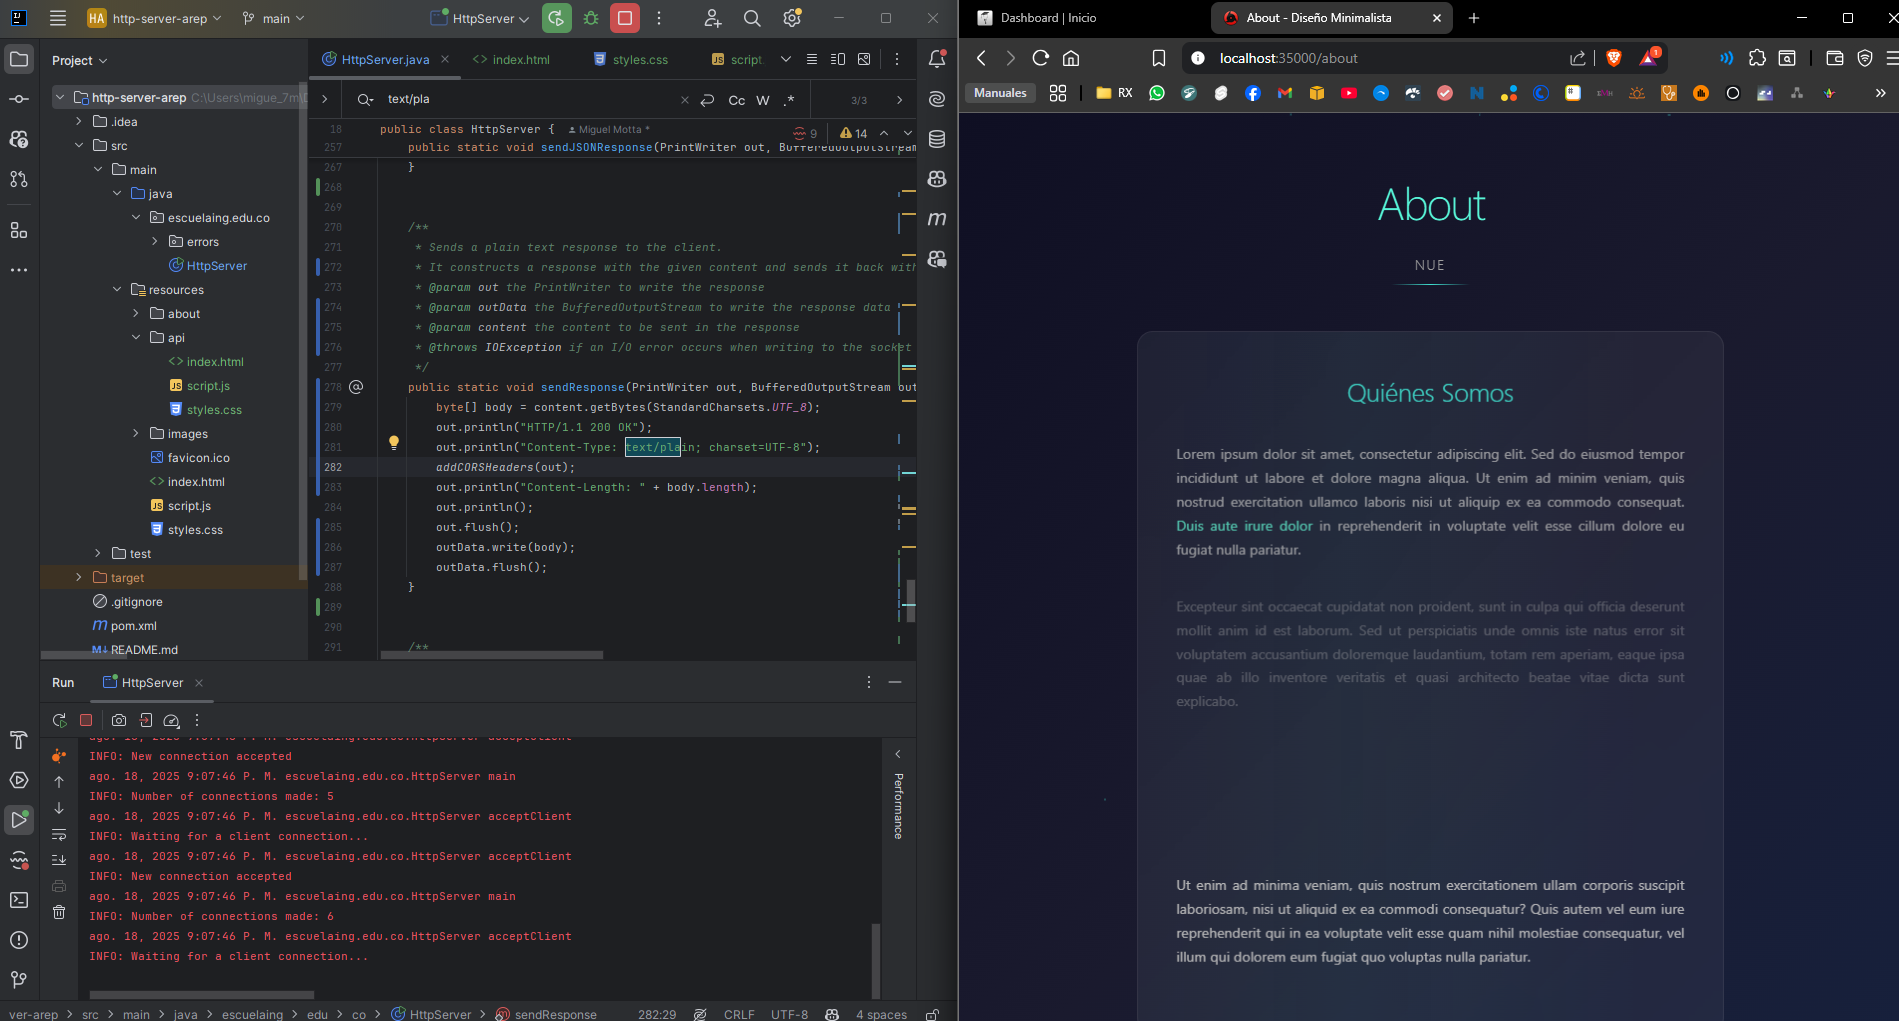 HA http-server-arep main HttpServer
Project
http-server-arep C:\Users\migue_7m\
.idea
src
main
java
escuelaing.edu.co
errors
HttpServer
resources
about
api
index.html
script.js
styles.css
images
favicon.ico
index.html
script.js
styles.css
test
target
.gitignore
pom.xml
README.md
HttpServer.java index.html styles.css script.
text/pla Cc W .* 3/3
9 14
18 public class HttpServer { Miguel Motta *
257 public static void sendJSONResponse(PrintWriter out, BufferedOutputStream
267 }
268
269
270 /**
271 * Sends a plain text response to the client.
272 * It constructs a response with the given content and sends it back wit
273 * @param out the PrintWriter to write the response
274 * @param outData the BufferedOutputStream to write the response data
275 * @param content the content to be sent in the response
276 * @throws IOException if an I/O error occurs when writing to the socket
277 */
278 public static void sendResponse(PrintWriter out, BufferedOutputStream out
279 byte[] body = content.getBytes(StandardCharsets.UTF_8);
280 out.println("HTTP/1.1 200 OK");
281 out.println("Content-Type: text/plain; charset=UTF-8");
282 addCORSHeaders(out);
283 out.println("Content-Length: " + body.length);
284 out.println();
285 out.flush();
286 outData.write(body);
287 outData.flush();
288 }
289
290
291 /**
Run HttpServer
INFO: New connection accepted
ago. 18, 2025 9:07:46 P. M. escuelaing.edu.co.HttpServer main
INFO: Number of connections made: 5
ago. 18, 2025 9:07:46 P. M. escuelaing.edu.co.HttpServer acceptClient
INFO: Waiting for a client connection...
ago. 18, 2025 9:07:46 P. M. escuelaing.edu.co.HttpServer acceptClient
INFO: New connection accepted
ago. 18, 2025 9:07:46 P. M. escuelaing.edu.co.HttpServer main
INFO: Number of connections made: 6
ago. 18, 2025 9:07:46 P. M. escuelaing.edu.co.HttpServer acceptClient
INFO: Waiting for a client connection...
Performance
ver-arep > src > main > java > escuelaing > edu > co > HttpServer > sendResponse 282:29 CRLF UTF-8 4 spaces
Dashboard | Inicio About - Diseño Minimalista
localhost:35000/about 1
Manuales RX
About
NUE
Quiénes Somos
Lorem ipsum dolor sit amet, consectetur adipiscing elit. Sed do eiusmod tempor
incididunt ut labore et dolore magna aliqua. Ut enim ad minim veniam, quis
nostrud exercitation ullamco laboris nisi ut aliquip ex ea commodo consequat.
Duis aute irure dolor in reprehenderit in voluptate velit esse cillum dolore eu
fugiat nulla pariatur.
Excepteur sint occaecat cupidatat non proident, sunt in culpa qui officia deserunt
mollit anim id est laborum. Sed ut perspiciatis unde omnis iste natus error sit
voluptatem accusantium doloremque laudantium, totam rem aperiam, eaque ipsa
quae ab illo inventore veritatis et quasi architecto beatae vitae dicta sunt
explicabo.
Ut enim ad minima veniam, quis nostrum exercitationem ullam corporis suscipit
laboriosam, nisi ut aliquid ex ea commodi consequatur? Quis autem vel eum iure
reprehenderit qui in ea voluptate velit esse quam nihil molestiae consequatur, vel
illum qui dolorem eum fugiat quo voluptas nulla pariatur.